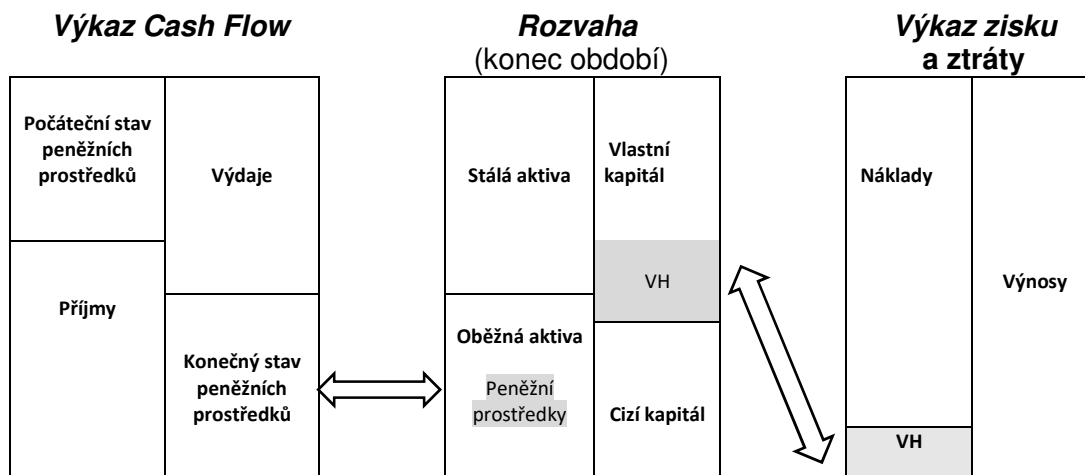 Výkaz Cash Flow
Rozvaha
(konec období)
Výkaz zisku
a ztráty
Počáteční stav
peněžních
prostředků
Výdaje
Příjmy
Konečný stav
peněžních
prostředků
Stálá aktiva
Vlastní
kapitál
VH
Oběžná aktiva
Peněžní
prostředky
Cizí kapitál
Náklady
Výnosy
VH